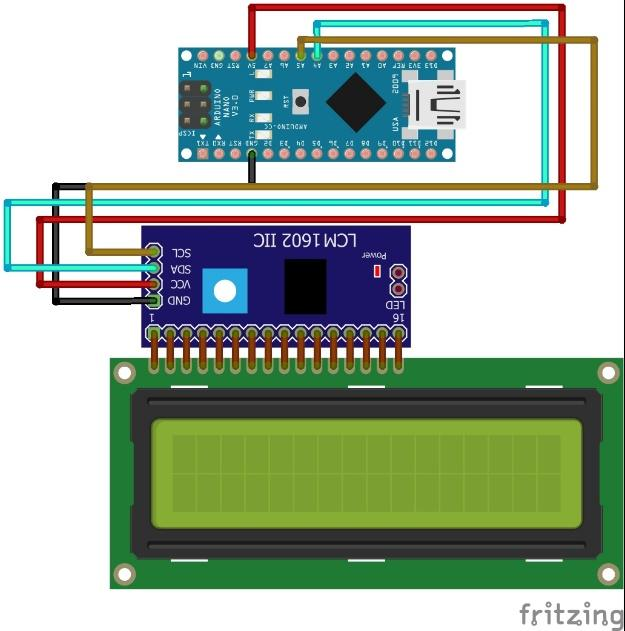 VIN GND RST 5V A7 A6 A5 A4 A3 A2 A1 A0 REF 3V3 D13
L
PWR
RX
TX
RST
2009
USA
ARDUINO
NANO
V3.0
ICSP
ARDUINO.CC
TX1 RX0 RST GND D2 D3 D4 D5 D6 D7 D8 D9 D10 D11 D12
LCM1602 IIC
SCL
SDA
VCC
GND
Power
LED
1
16
fritzing